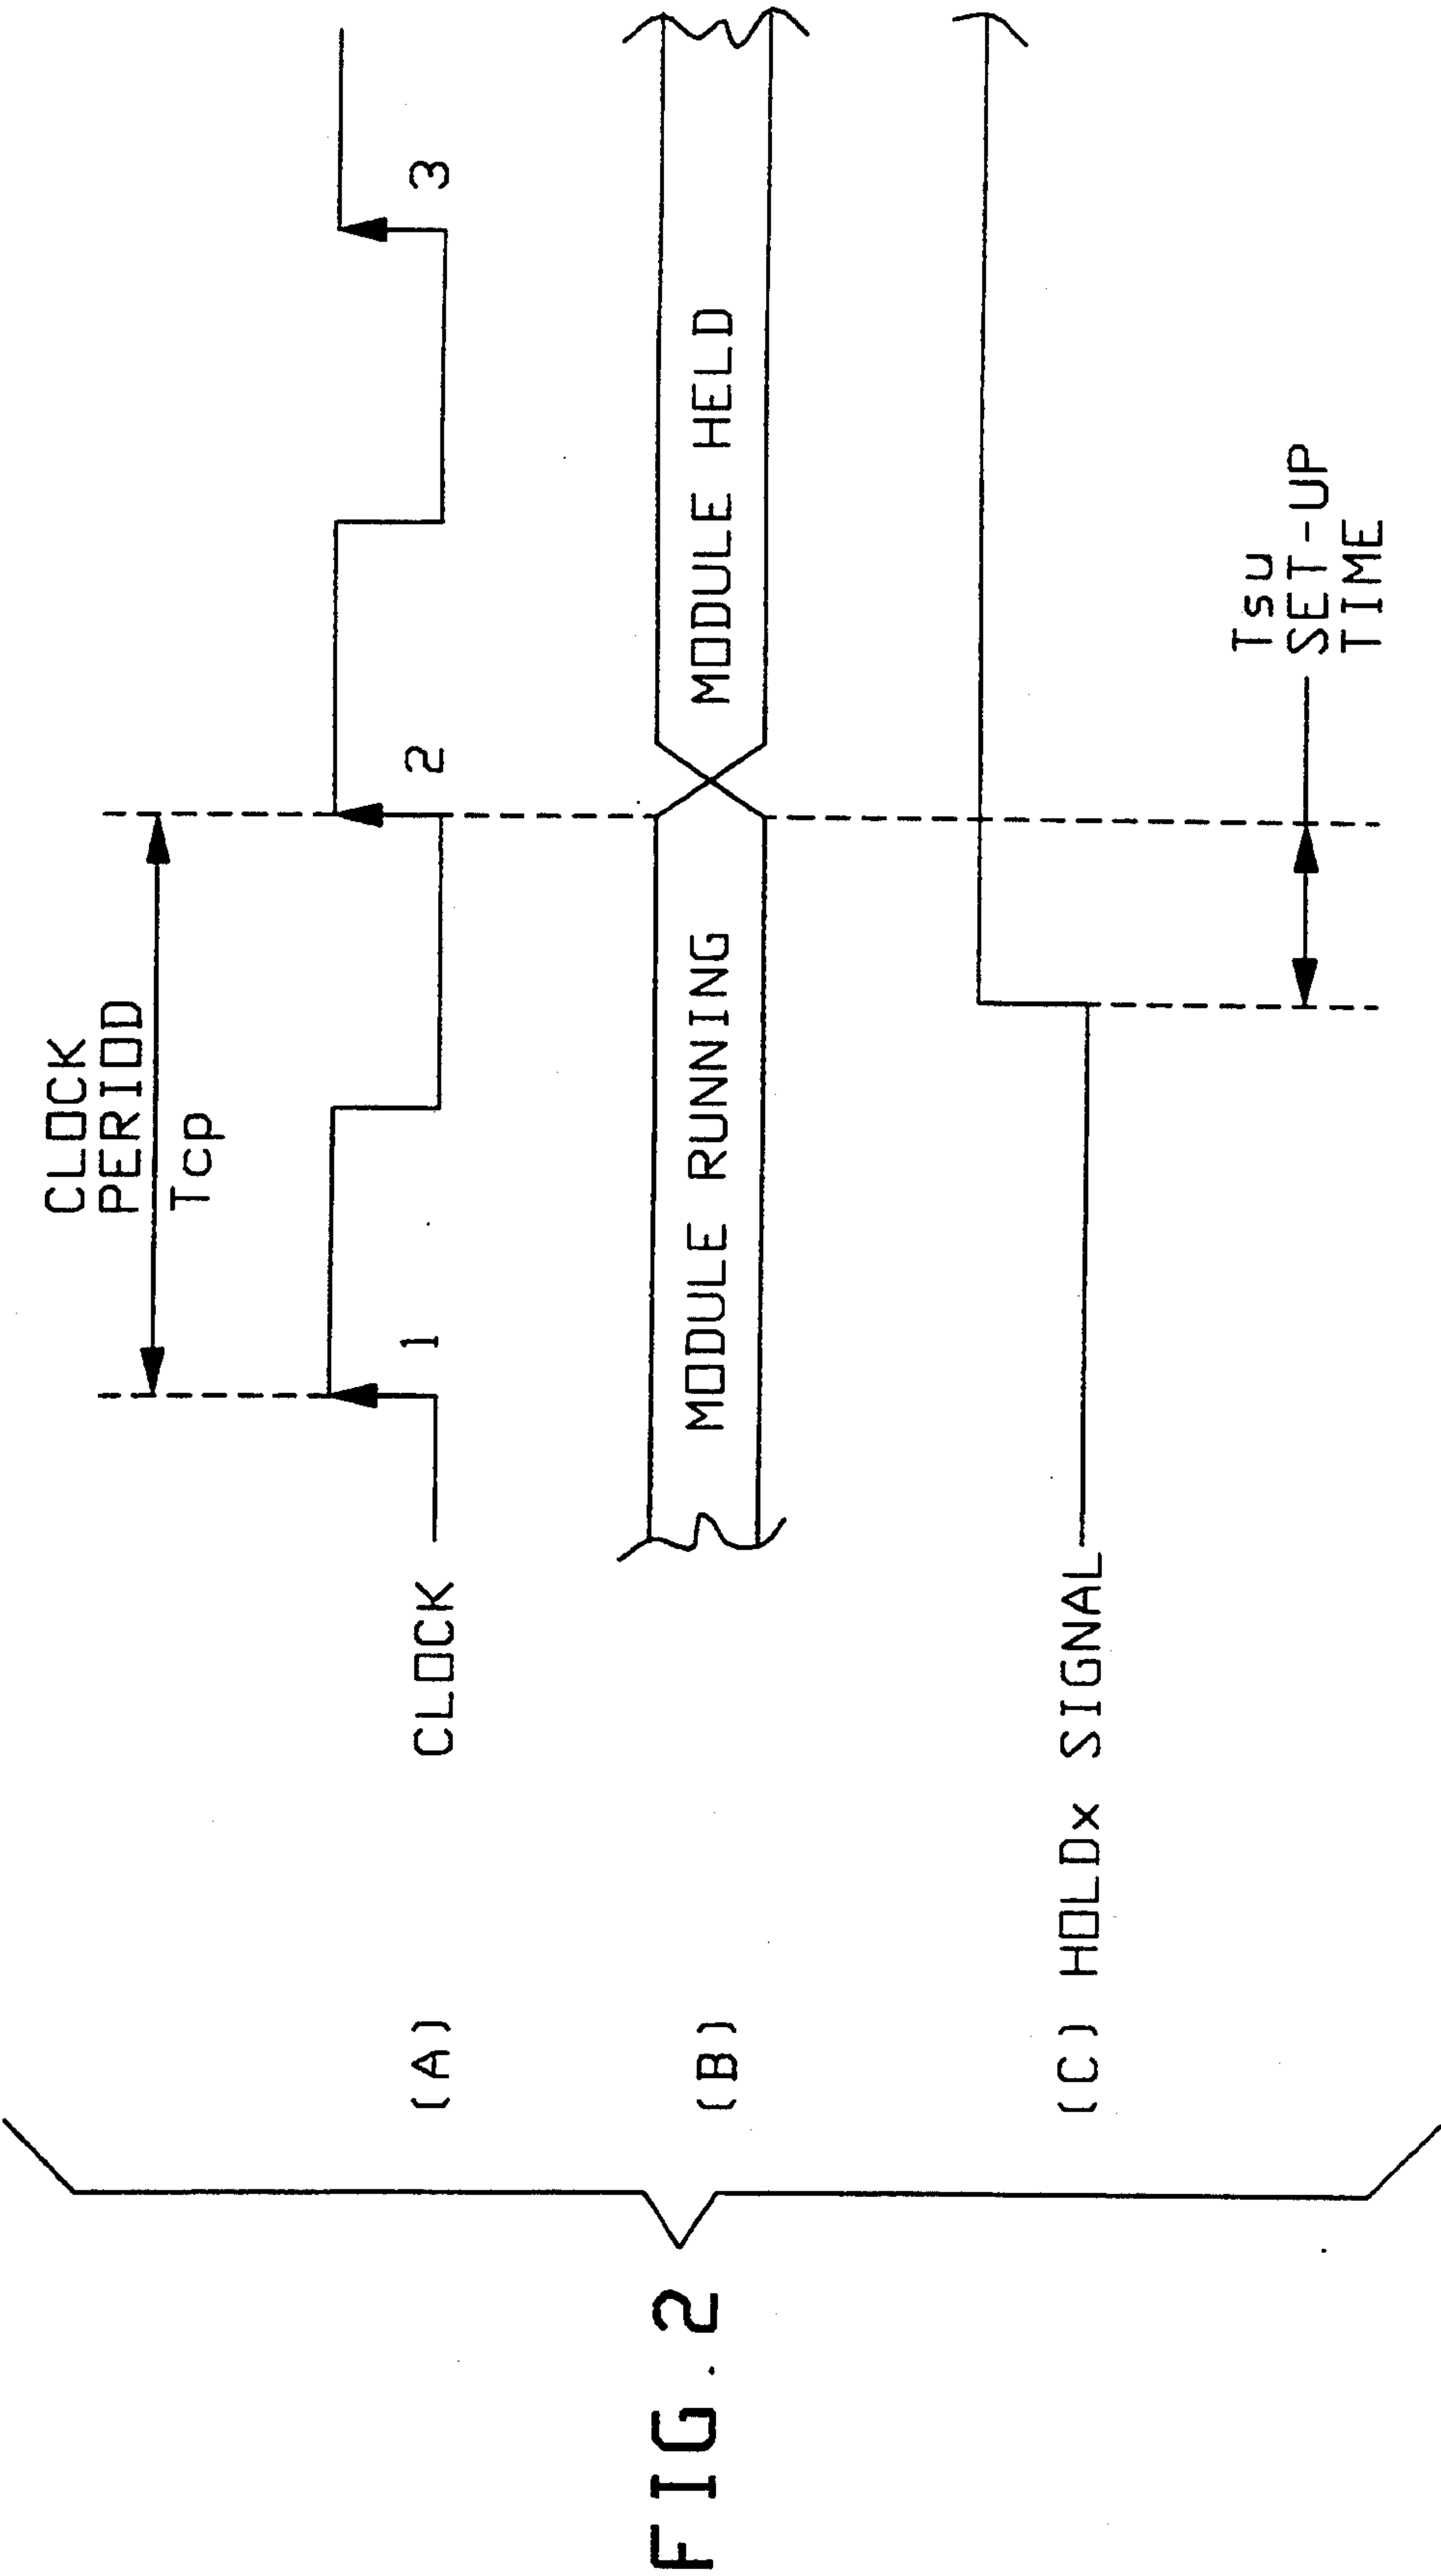 CLOCK
PERIOD
Tcp
(A) CLOCK
1
2
3
(B) MODULE RUNNING
MODULE HELD
(C) HOLDx SIGNAL
Tsu
SET-UP
TIME
FIG. 2